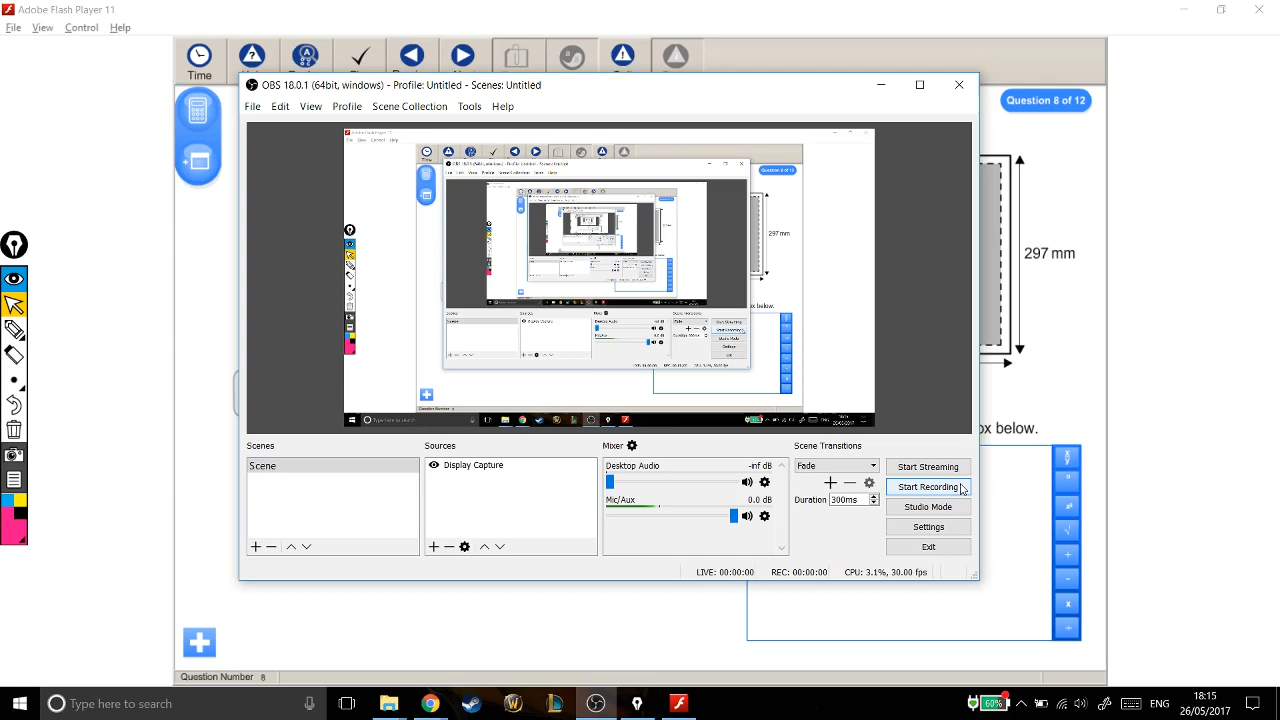 Adobe Flash Player 11
File View Control Help
Time
Question 8 of 12
OBS 18.0.1 (64bit, windows) - Profile: Untitled - Scenes: Untitled
File Edit View Profile Scene Collection Tools Help
297 mm
ox below.
Scenes
Scene
Sources
Display Capture
Mixer
Desktop Audio -inf dB
Mic/Aux 0.0 dB
Scene Transitions
Fade
Duration 300ms
Start Streaming
Start Recording
Studio Mode
Settings
Exit
LIVE: 00:00:00 REC: 00:00:00 CPU: 3.1%, 30.00 fps
Question Number 8
Type here to search
60%
ENG
18:15
26/05/2017